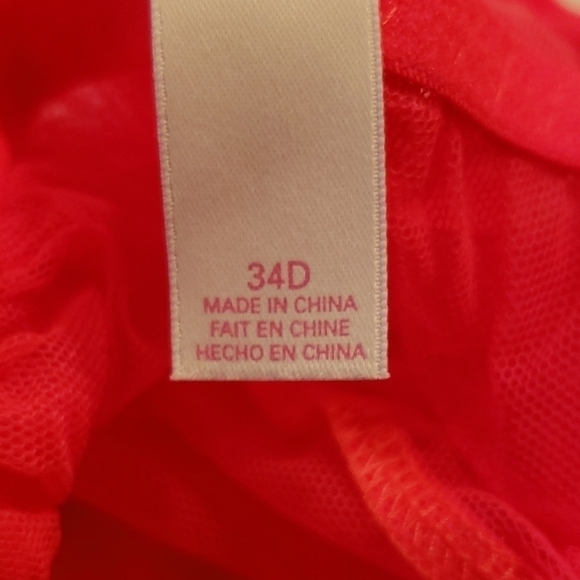 34D
MADE IN CHINA
FAIT EN CHINE
HECHO EN CHINA